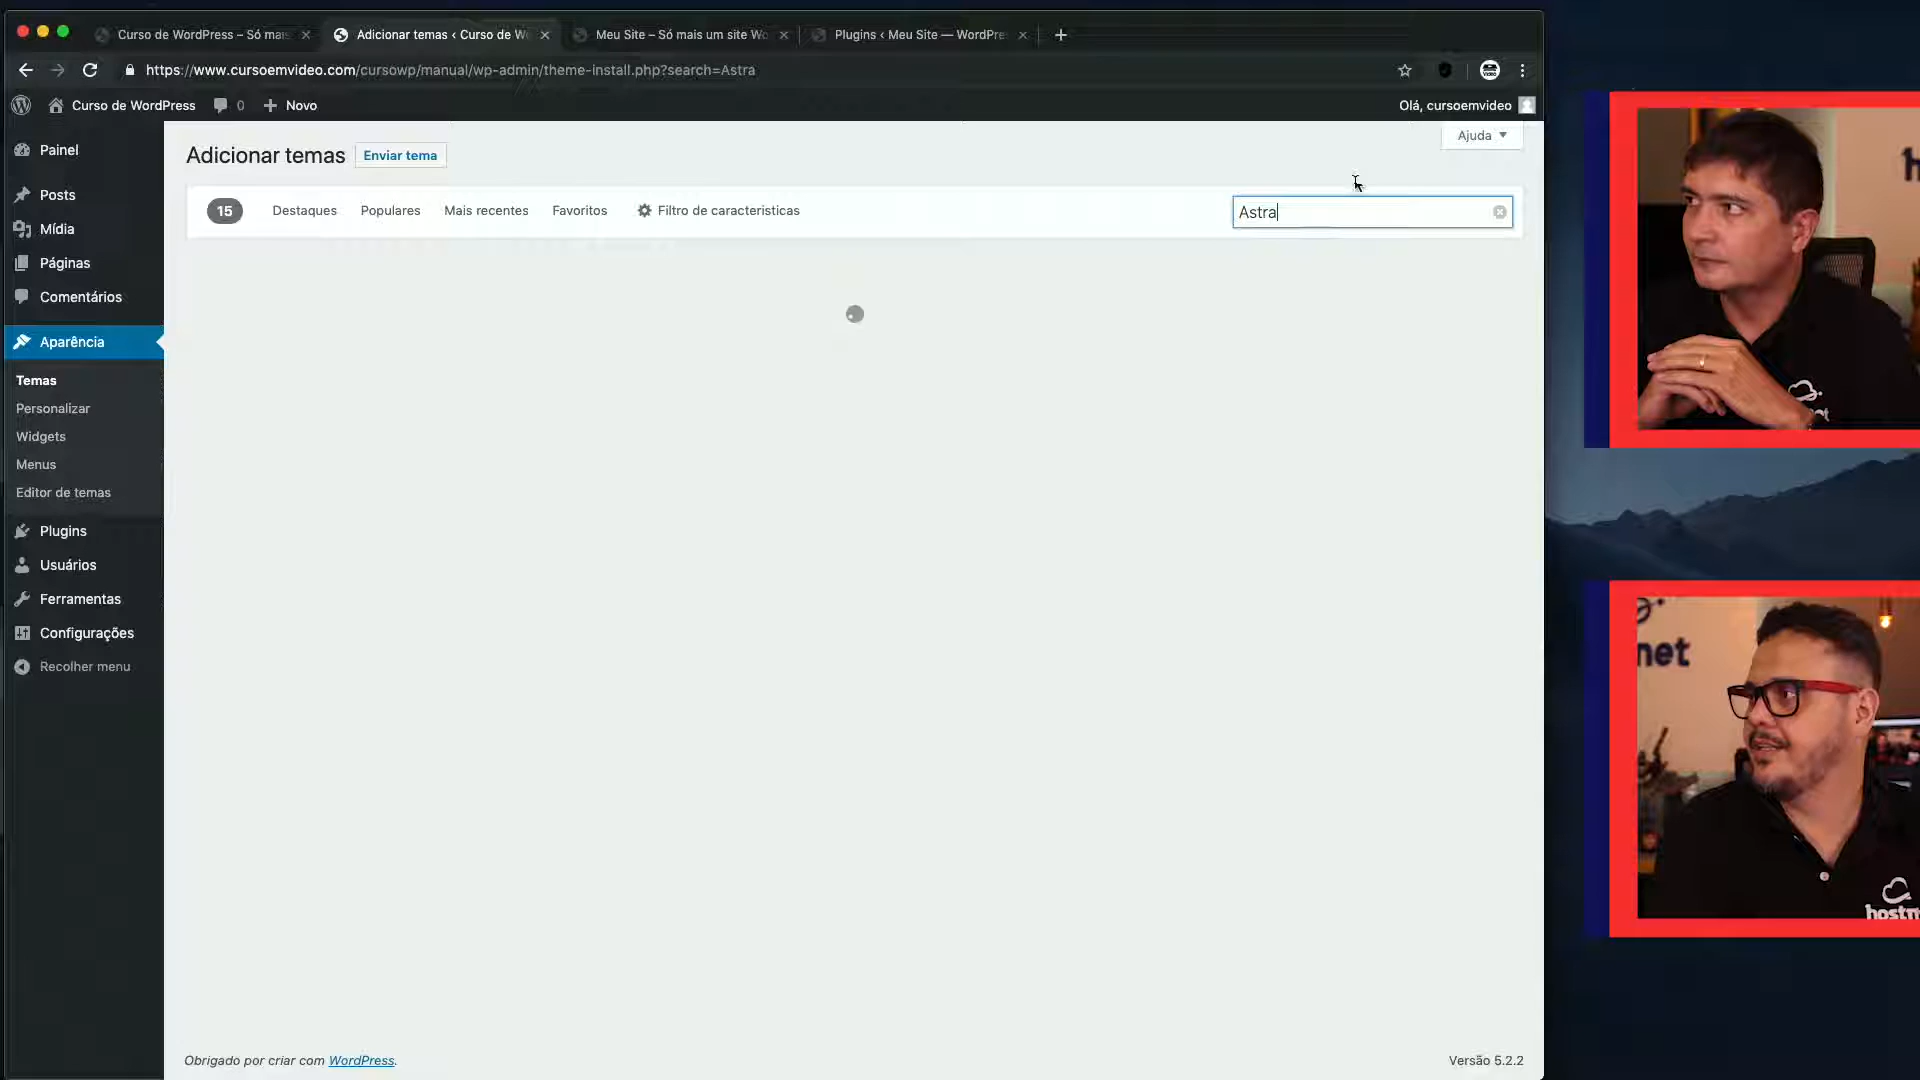 Curso de WordPress – Só mais
Adicionar temas ‹ Curso de W
Meu Site – Só mais um site Wo
Plugins ‹ Meu Site — WordPre
https://www.cursoemvideo.com/cursowp/manual/wp-admin/theme-install.php?search=Astra
Curso de WordPress
0
Novo
Olá, cursoemvideo
Painel
Posts
Mídia
Páginas
Comentários
Aparência
Temas
Personalizar
Widgets
Menus
Editor de temas
Plugins
Usuários
Ferramentas
Configurações
Recolher menu
Adicionar temas
Enviar tema
Ajuda
15
Destaques
Populares
Mais recentes
Favoritos
Filtro de características
Astra
Obrigado por criar com WordPress.
Versão 5.2.2
net
hostn